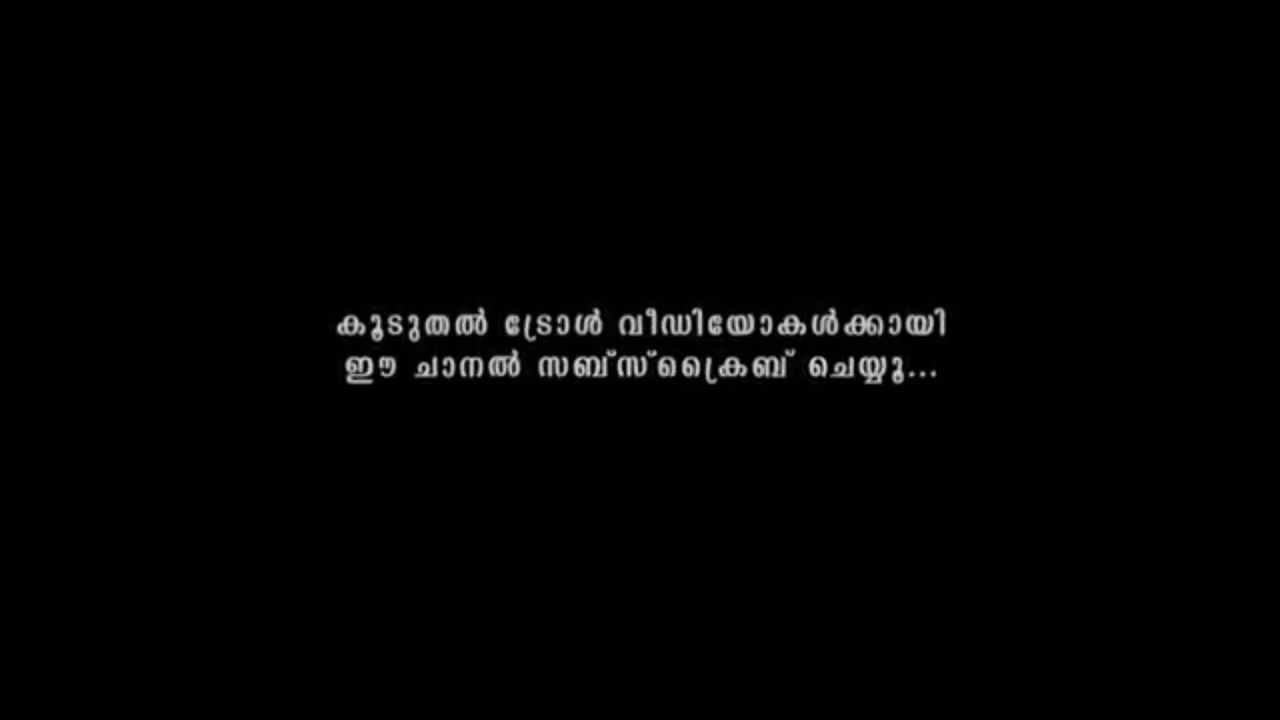 കൂടുതൽ ട്രോൾ വീഡിയോകൾക്കായി
ഈ ചാനൽ സബ്സ്ക്രൈബ് ചെയ്യൂ...